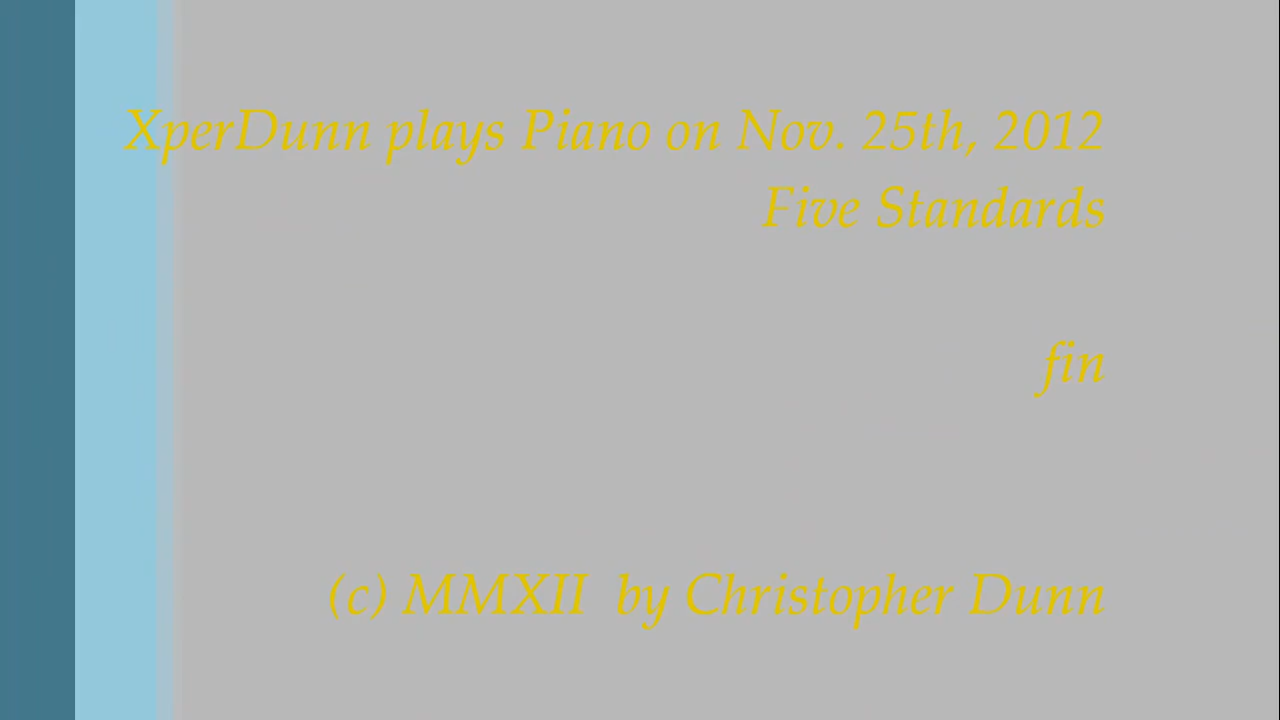 XperDunn plays Piano on Nov. 25th, 2012
Five Standards
fin
(c) MMXII  by Christopher Dunn